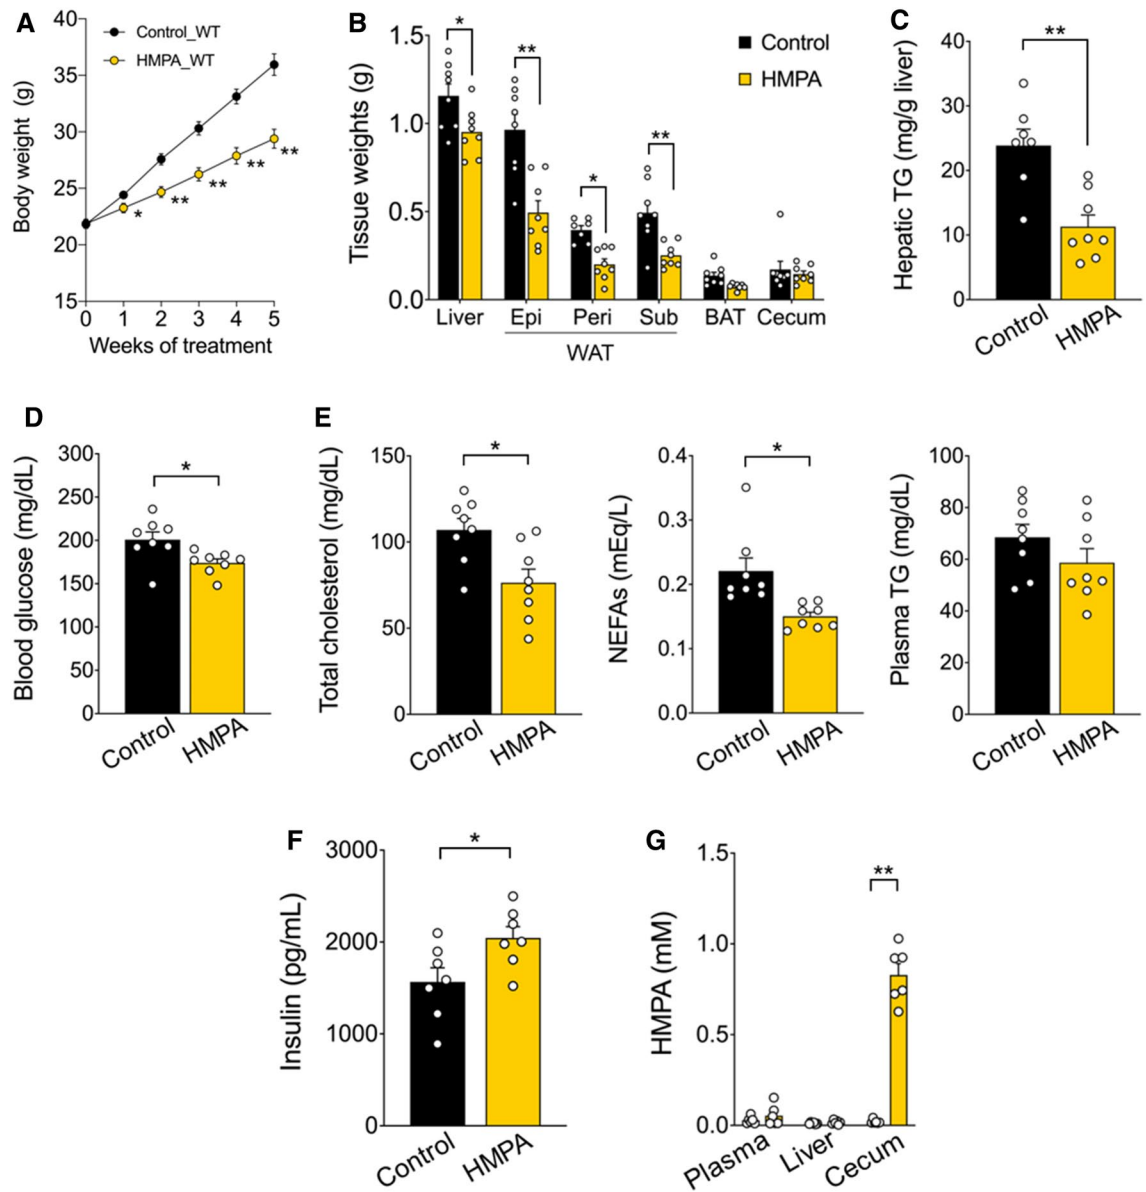 A
Body weight (g)
40
35
30
25
20
15
Control_WT
HMPA_WT
*
**
**
**
**
0 1 2 3 4 5
Weeks of treatment
B
Tissue weights (g)
1.5
1.0
0.5
0.0
*
**
*
**
Control
HMPA
Liver Epi Peri Sub BAT Cecum
WAT
C
Hepatic TG (mg/g liver)
40
30
20
10
0
**
Control HMPA
D
Blood glucose (mg/dL)
300
250
200
150
100
50
0
*
Control HMPA
E
Total cholesterol (mg/dL)
150
100
50
0
*
Control HMPA
NEFAs (mEq/L)
0.4
0.3
0.2
0.1
0.0
*
Control HMPA
Plasma TG (mg/dL)
100
80
60
40
20
0
Control HMPA
F
Insulin (pg/mL)
3000
2000
1000
0
*
Control HMPA
G
HMPA (mM)
1.5
1.0
0.5
0.0
**
Plasma Liver Cecum